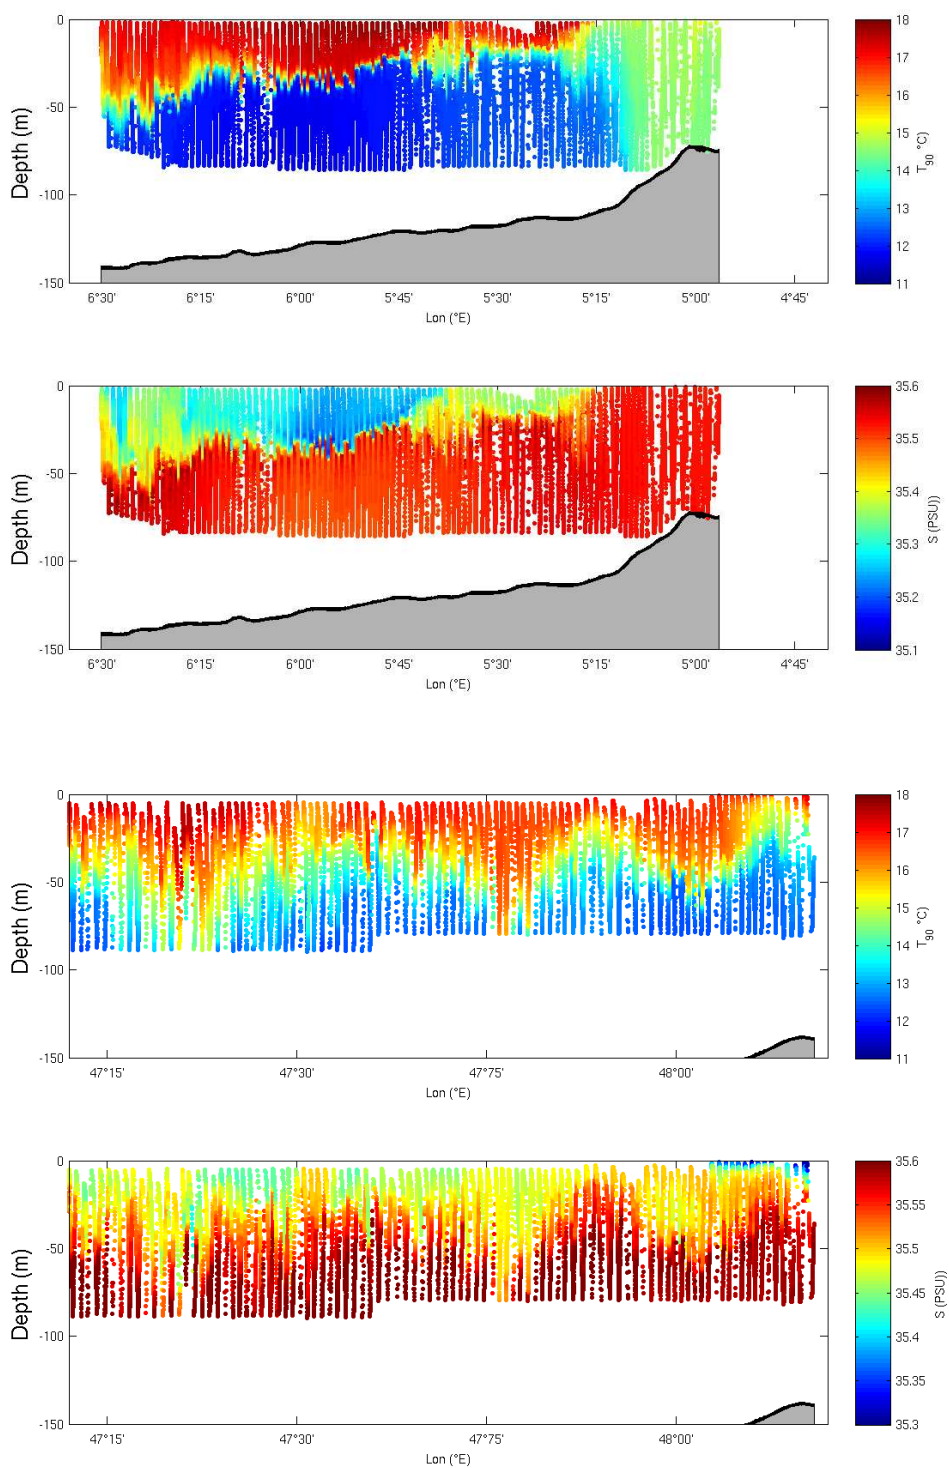 0
-50
-100
-150
Depth (m)
6°30' 6°15' 6°00' 5°45' 5°30' 5°15' 5°00' 4°45'
Lon (°E)
18
17
16
15
14
13
12
11
T90 °C)
0
-50
-100
-150
Depth (m)
6°30' 6°15' 6°00' 5°45' 5°30' 5°15' 5°00' 4°45'
Lon (°E)
35.6
35.5
35.4
35.3
35.2
35.1
S (PSU))
0
-50
-100
-150
Depth (m)
47°15' 47°30' 47°75' 48°00'
Lon (°E)
18
17
16
15
14
13
12
11
T90 °C)
0
-50
-100
-150
Depth (m)
47°15' 47°30' 47°75' 48°00'
Lon (°E)
35.6
35.55
35.5
35.45
35.4
35.35
35.3
S (PSU))